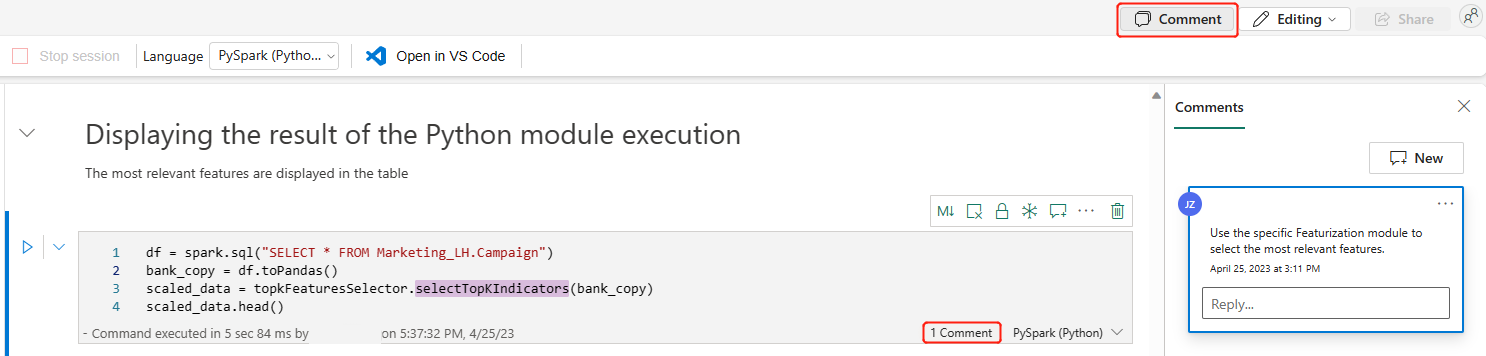 Comment Editing Share
Stop session Language PySpark (Pytho... Open in VS Code
Comments
Displaying the result of the Python module execution
New
The most relevant features are displayed in the table
M↓ ...
JZ ...
Use the specific Featurization module to
select the most relevant features.
April 25, 2023 at 3:11 PM
Reply...
1 df = spark.sql("SELECT * FROM Marketing_LH.Campaign")
2 bank_copy = df.toPandas()
3 scaled_data = topkFeaturesSelector.selectTopKIndicators(bank_copy)
4 scaled_data.head()
- Command executed in 5 sec 84 ms by on 5:37:32 PM, 4/25/23 1 Comment PySpark (Python)